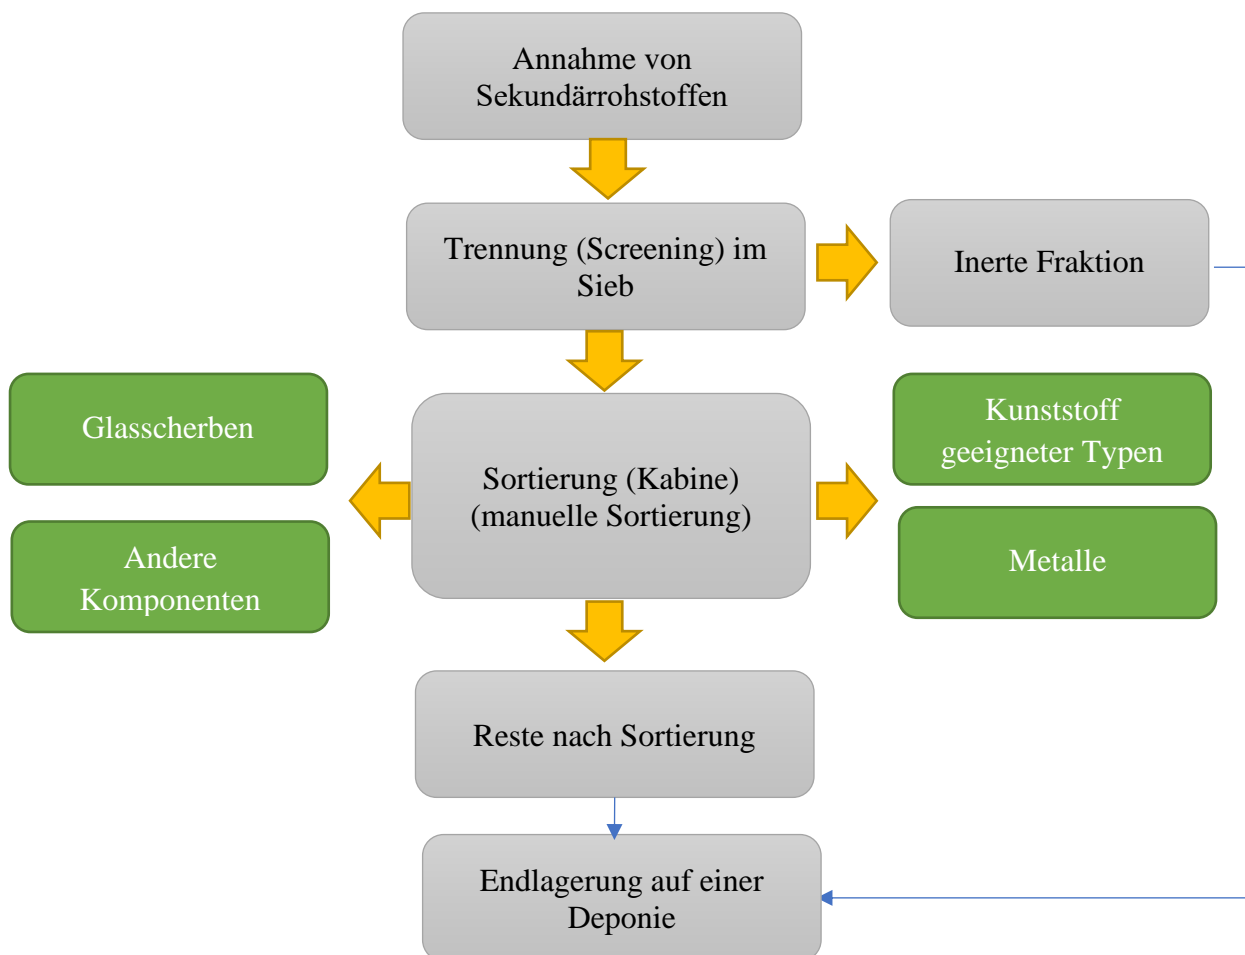 Annahme von
Sekundärrohstoffen
Trennung (Screening) im
Sieb
Inerte Fraktion
Glasscherben
Kunststoff
geeigneter Typen
Sortierung (Kabine)
(manuelle Sortierung)
Andere
Komponenten
Metalle
Reste nach Sortierung
Endlagerung auf einer
Deponie